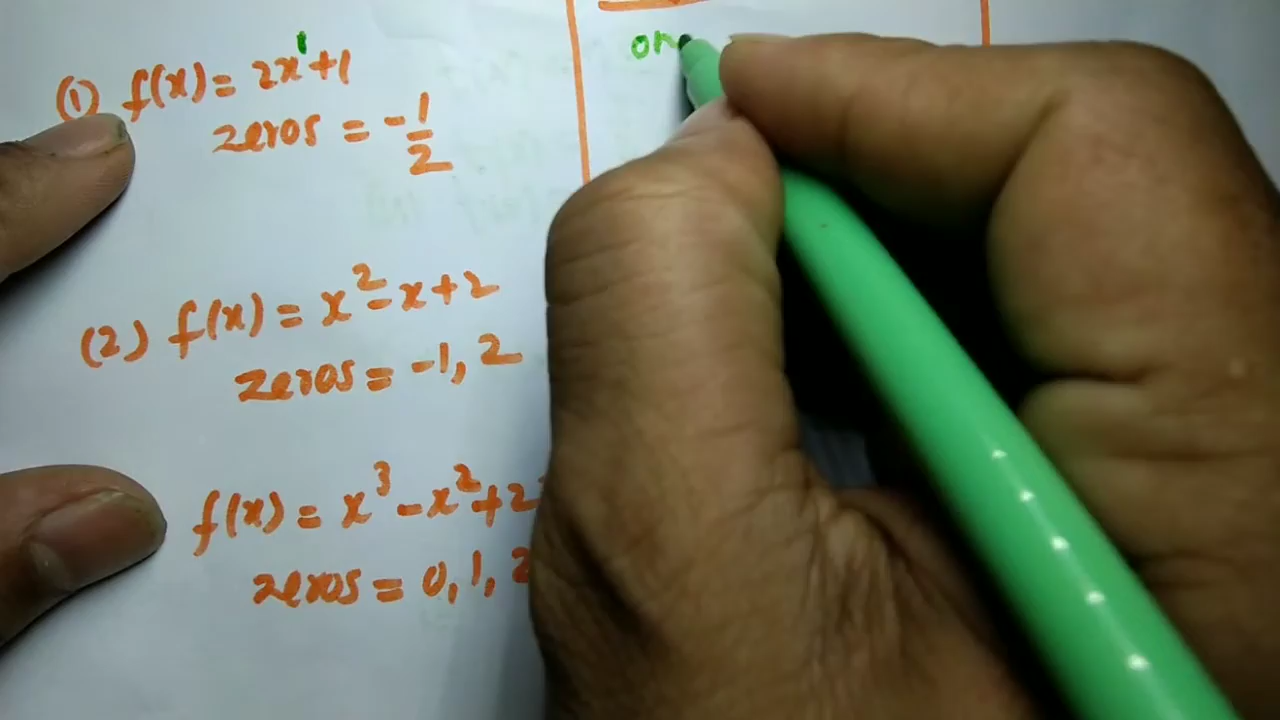 (1) f(x) = 2x¹+1
zeros = -1/2
on
(2) f(x) = x²-x+2
zeros = -1, 2
f(x) = x³-x²+2
zeros = 0, 1, 2